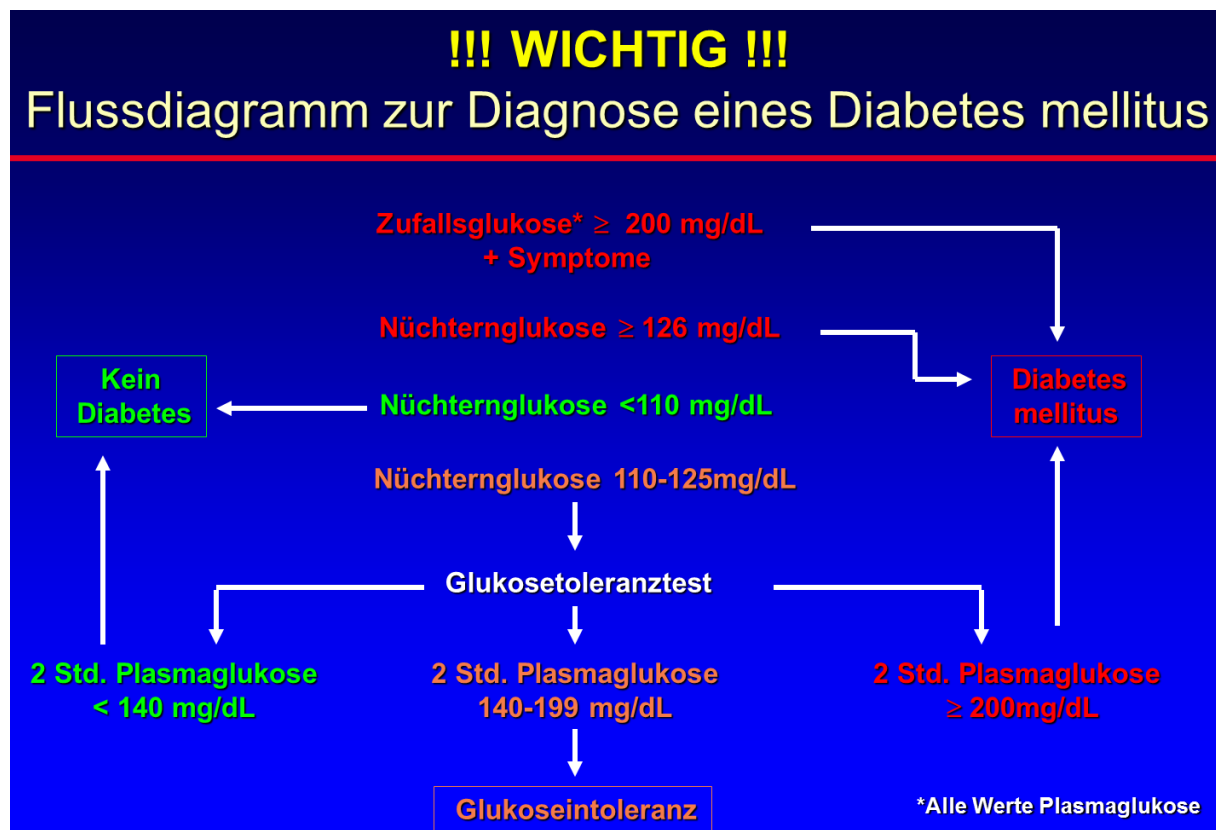 !!! WICHTIG !!!
Flussdiagramm zur Diagnose eines Diabetes mellitus
Zufallsglukose* ≥ 200 mg/dL
+ Symptome
Nüchternglukose ≥ 126 mg/dL
Kein
Diabetes
Nüchternglukose <110 mg/dL
Diabetes
mellitus
Nüchternglukose 110-125mg/dL
Glukosetoleranztest
2 Std. Plasmaglukose
< 140 mg/dL
2 Std. Plasmaglukose
140-199 mg/dL
2 Std. Plasmaglukose
≥ 200mg/dL
Glukoseintoleranz
*Alle Werte Plasmaglukose